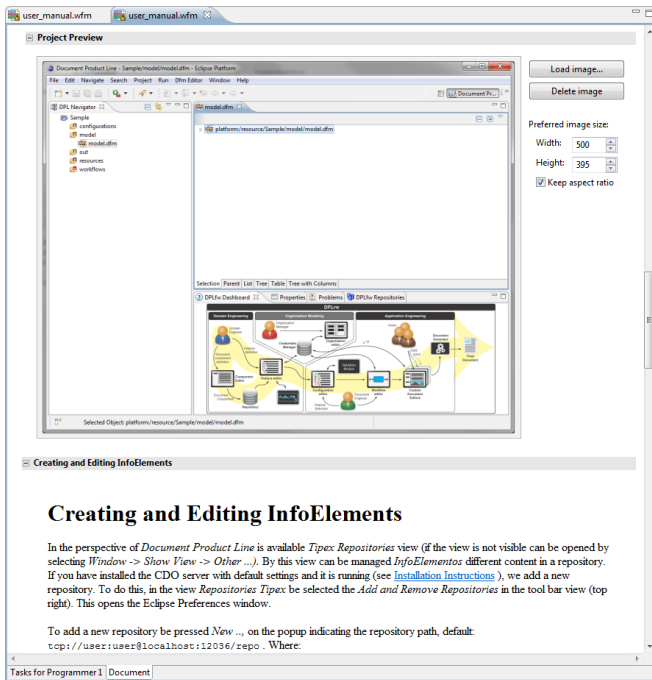 user_manual.wfm
user_manual.wfm
Project Preview
Document Product Line - Sample/model/model.dfm - Eclipse Platform
File Edit Navigate Search Project Run Dfm Editor Window Help
Document Pr...
DPL Navigator
model.dfm
Sample
configurations
model
model.dfm
out
resources
workflows
platform:/resource/Sample/model/model.dfm
Selection Parent List Tree Table Tree with Columns
DPLfw Dashboard Properties Problems DPLfw Repositories
DPLfw
Domain Engineering
Application Engineering
Selected Object: platform:/resource/Sample/model/model.dfm
Load image...
Delete image
Preferred image size:
Width: 500
Height: 395
Keep aspect ratio
Creating and Editing InfoElements
Creating and Editing InfoElements
In the perspective of Document Product Line is available Tipex Repositories view (if the view is not visible can be opened by
selecting Window -> Show View -> Other ...). By this view can be managed InfoElementos different content in a repository.
If you have installed the CDO server with default settings and it is running (see Installation Instructions ), we add a new
repository. To do this, in the view Repositories Tipex be selected the Add and Remove Repositories in the tool bar view (top
right). This opens the Eclipse Preferences window.
To add a new repository be pressed New .., on the popup indicating the repository path, default:
tcp://user:user@localhost:12036/repo . Where:
Tasks for Programmer1 Document